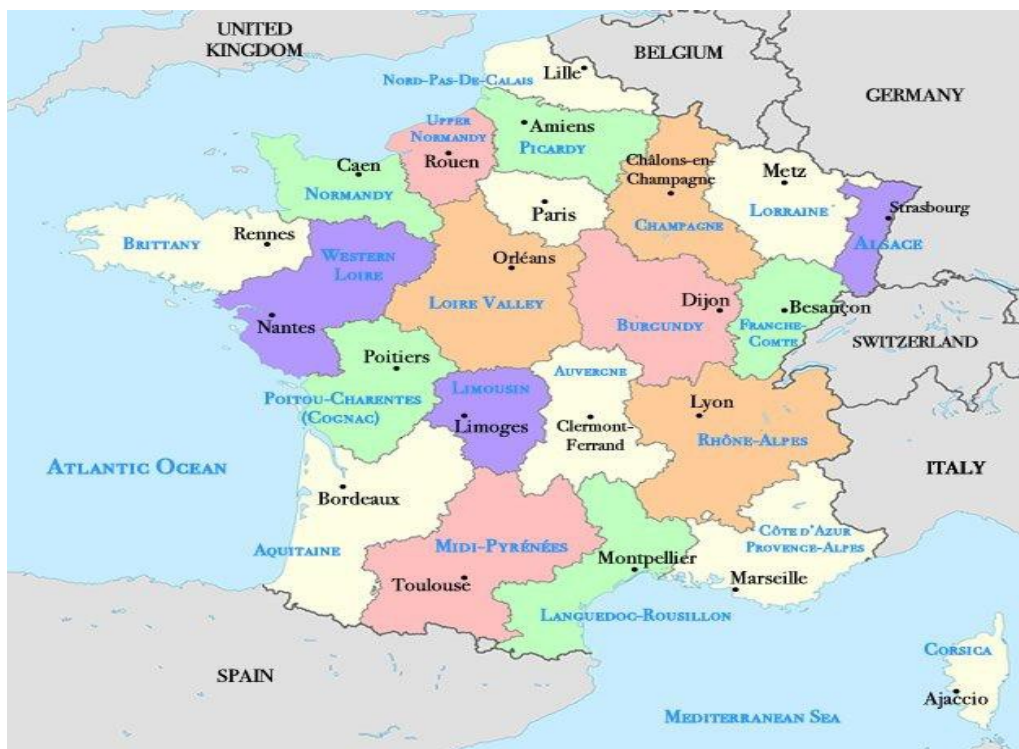 UNITED
KINGDOM
BELGIUM
Lille
NORD-PAS-DE-CALAIS
GERMANY
UPPER
NORMANDY
Amiens
PICARDY
Rouen
Caen
NORMANDY
Châlons-en-
Champagne
CHAMPAGNE
Metz
LORRAINE
Strasbourg
ALSACE
Paris
Rennes
BRITTANY
WESTERN
LOIRE
Orléans
LOIRE VALLEY
Dijon
BURGUNDY
Besançon
FRANCHE-
COMTE
Nantes
SWITZERLAND
Poitiers
POITOU-CHARENTES
(COGNAC)
LIMOUSIN
Limoges
AUVERGNE
Clermont-
Ferrand
Lyon
RHÔNE-ALPES
ATLANTIC OCEAN
ITALY
Bordeaux
AQUITAINE
MIDI-PYRÉNÉES
Toulouse
Montpellier
LANGUEDOC-ROUSILLON
CÔTE D'AZUR
PROVENGE-ALPES
Marseille
SPAIN
CORSICA
Ajaccio
MEDITERRANEAN SEA